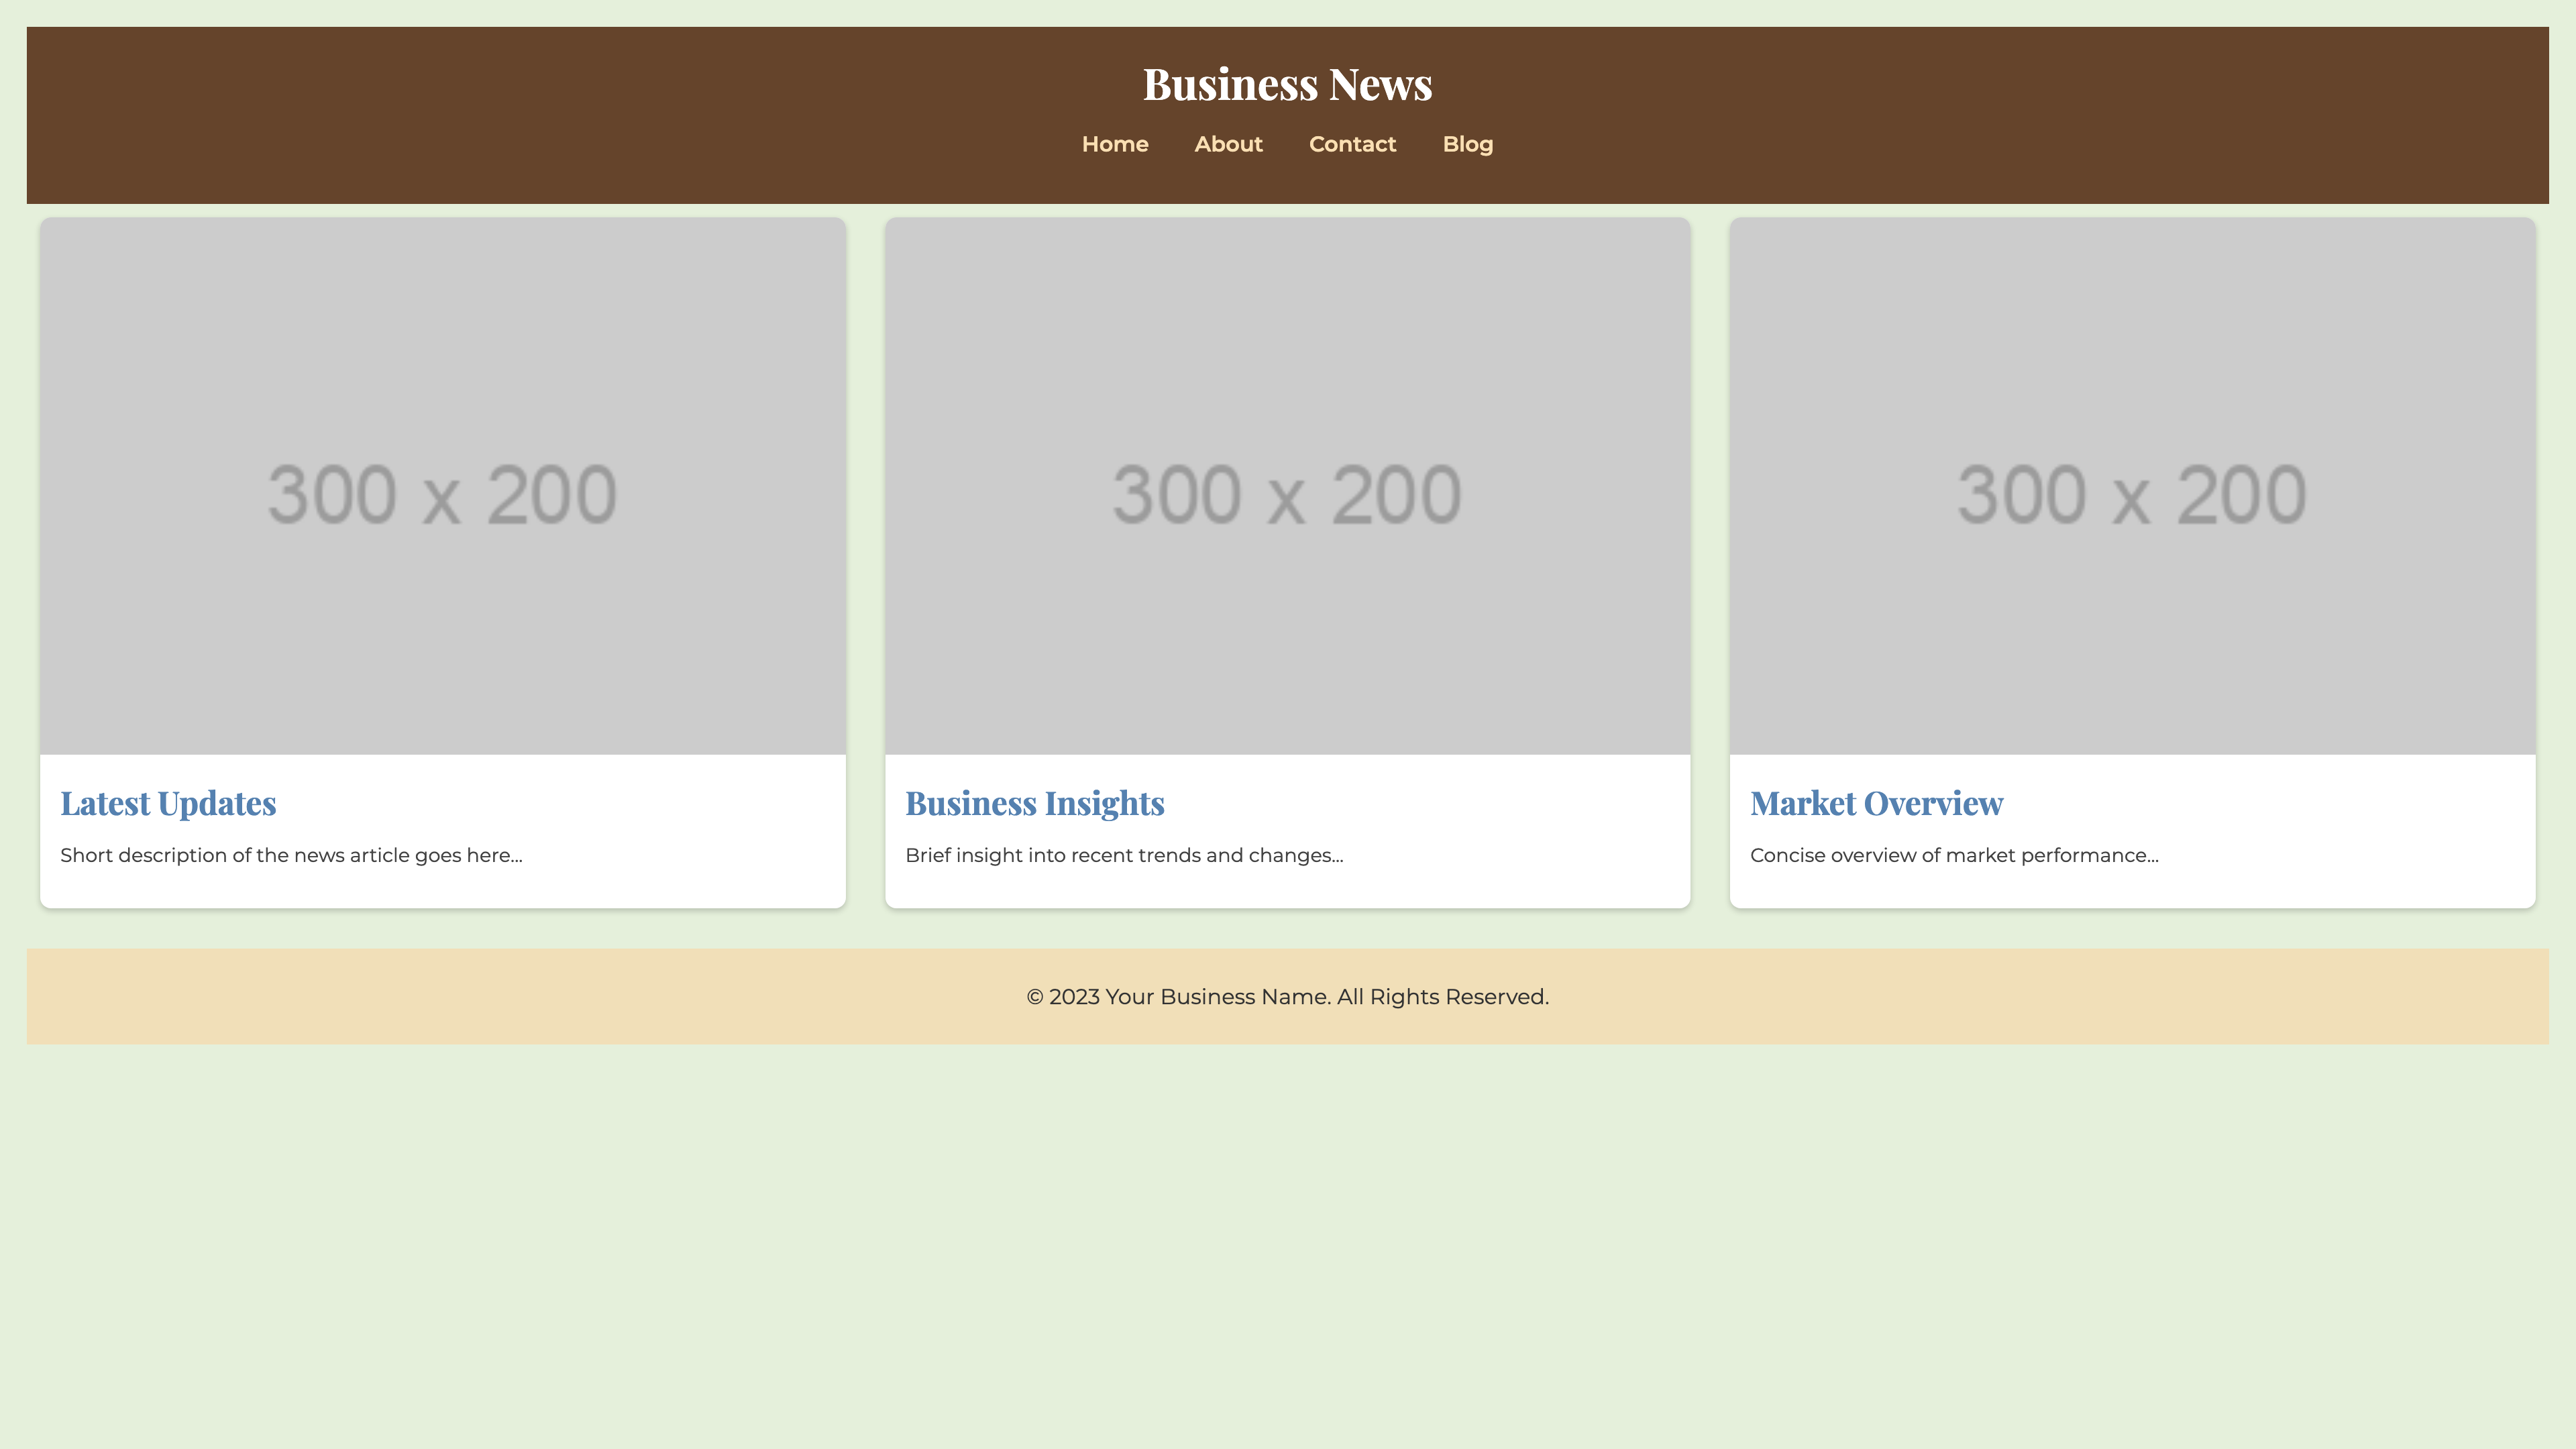 Business News
Home About Contact Blog
300 x 200 300 x 200 300 x 200
Latest Updates
Short description of the news article goes here...
Business Insights
Brief insight into recent trends and changes...
Market Overview
Concise overview of market performance...
© 2023 Your Business Name. All Rights Reserved.